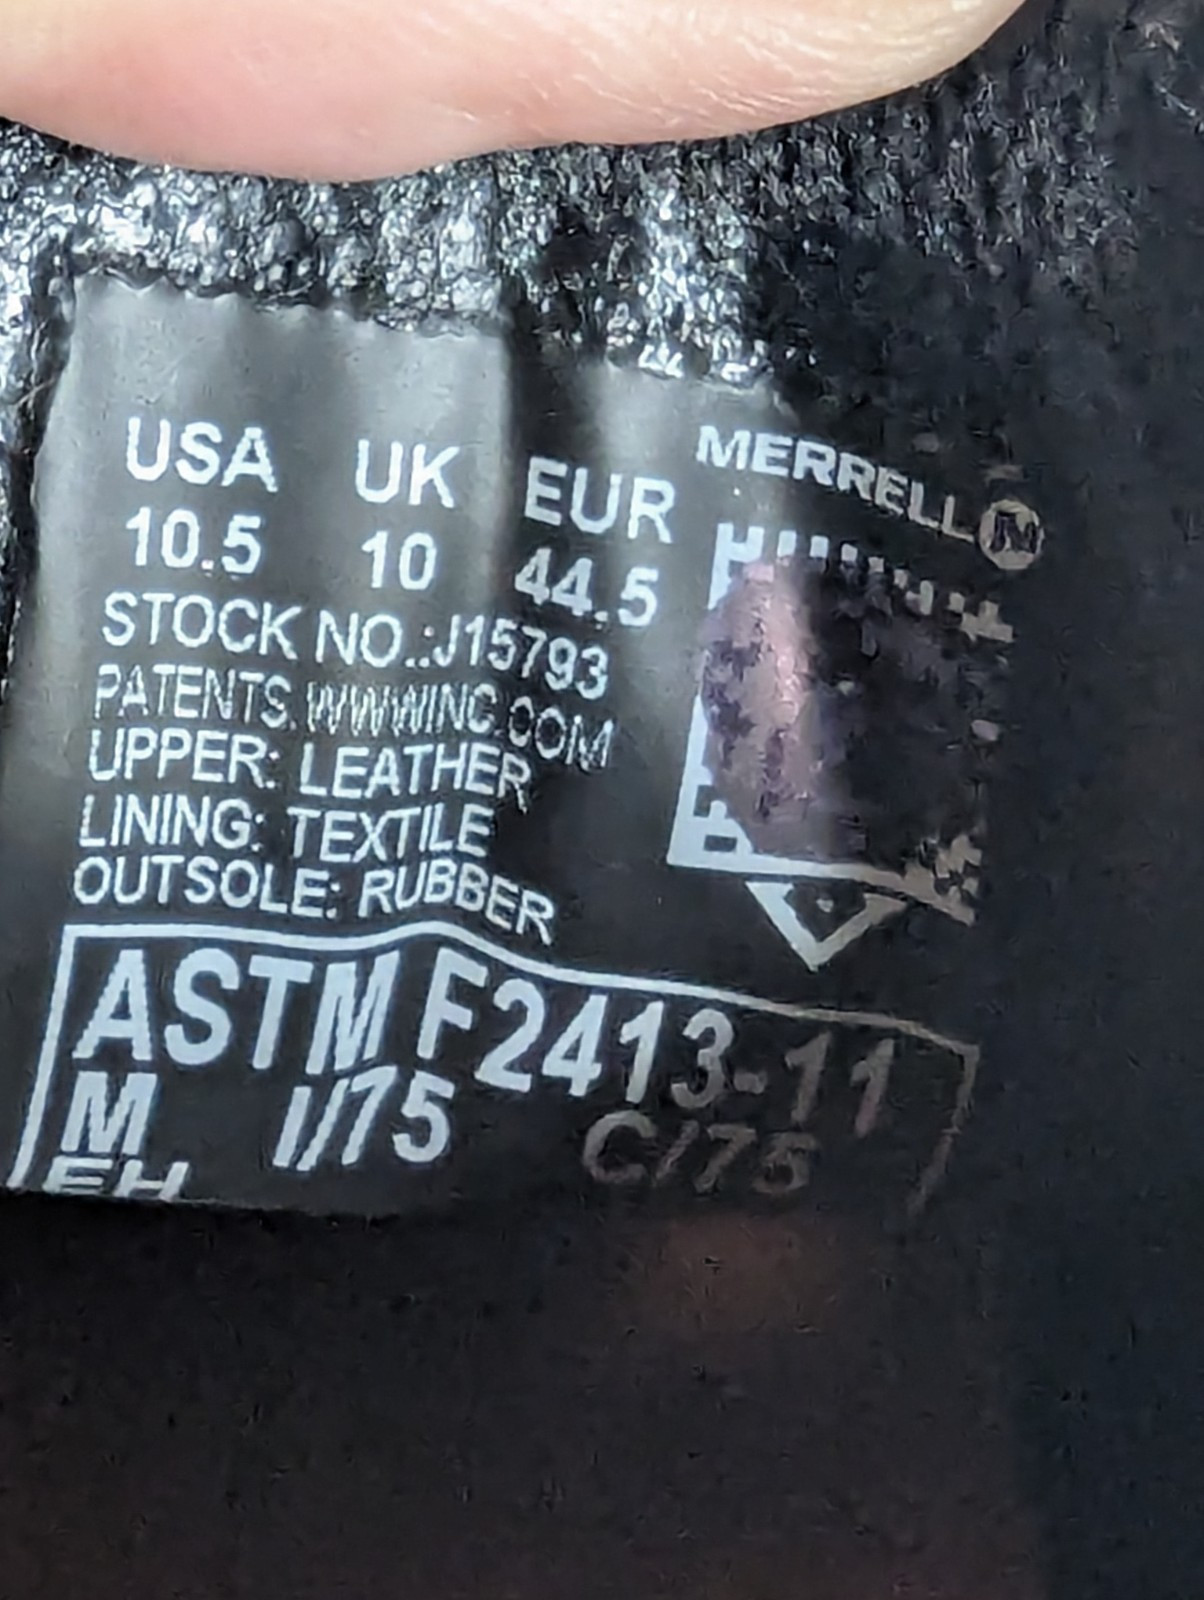 USA UK EUR
10.5 10 44.5
MERRELL N
STOCK NO.:J15793
PATENTS. WWWINC.COM
UPPER: LEATHER
LINING: TEXTILE
OUTSOLE: RUBBER
ASTM F2413-11
M I/75 C/75
EH